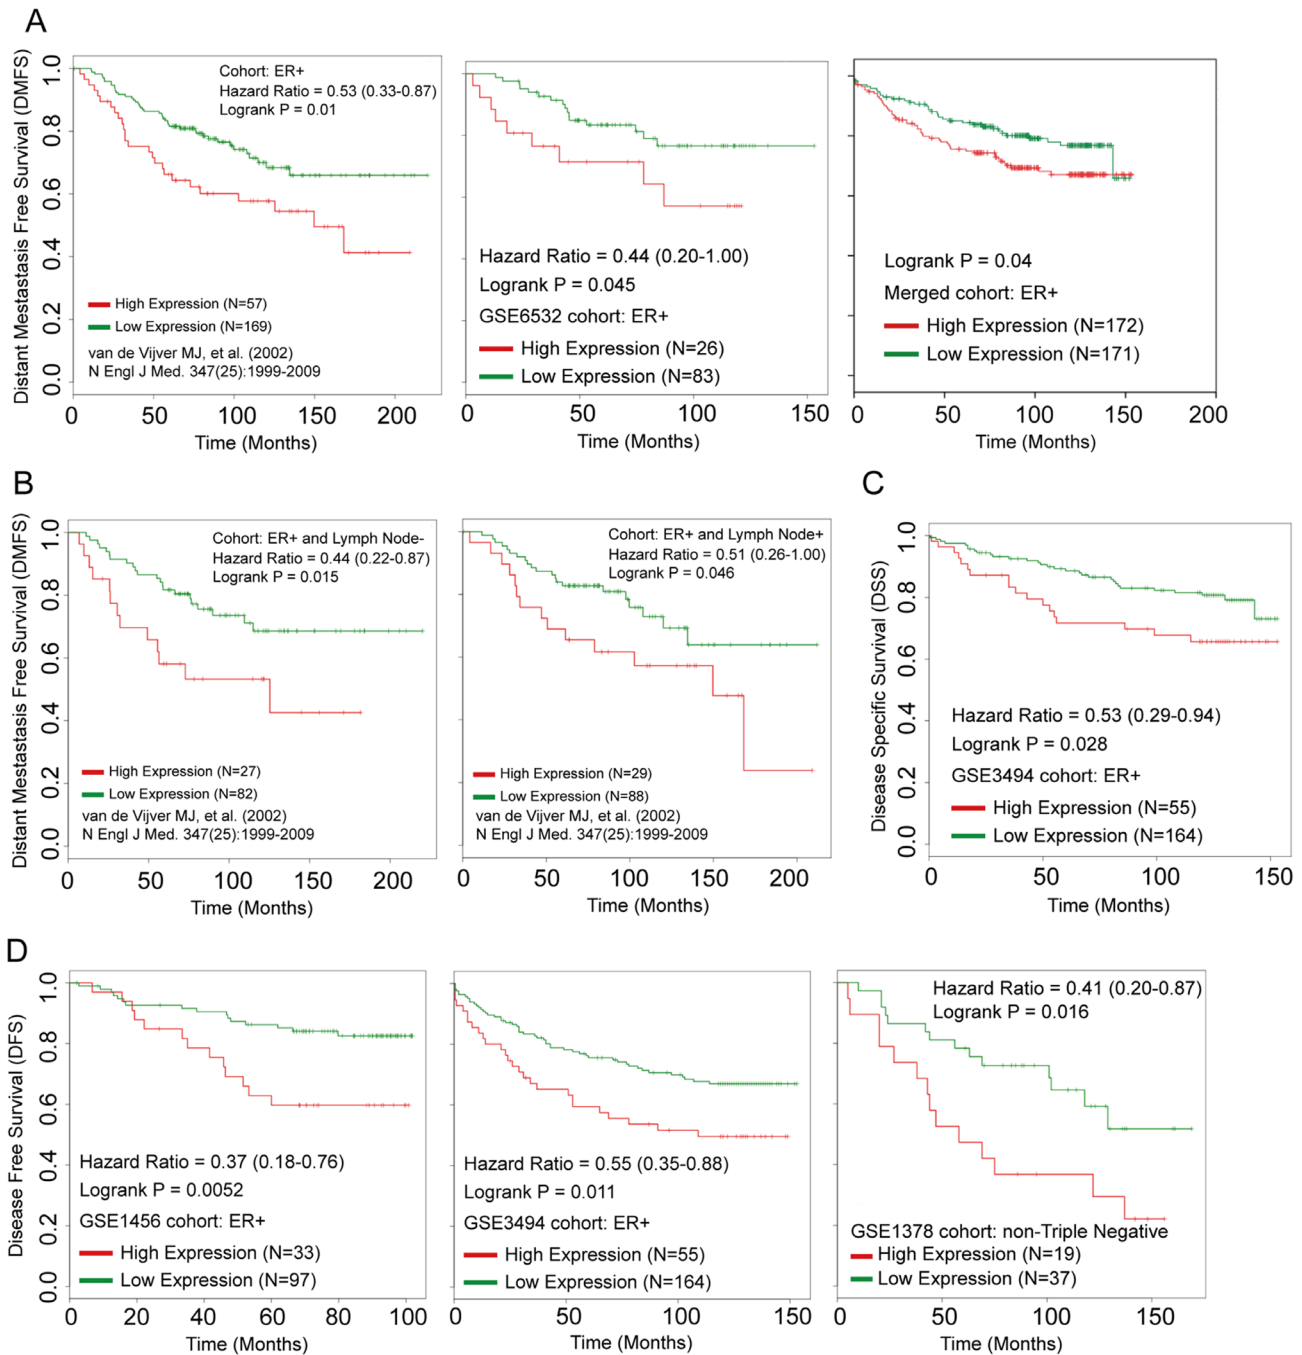 A
Distant Mestastasis Free Survival (DMFS)
1.0
0.8
0.6
0.4
0.2
0.0
Cohort: ER+
Hazard Ratio = 0.53 (0.33-0.87)
Logrank P = 0.01
High Expression (N=57)
Low Expression (N=169)
van de Vijver MJ, et al. (2002)
N Engl J Med. 347(25):1999-2009
0 50 100 150 200
Time (Months)
Hazard Ratio = 0.44 (0.20-1.00)
Logrank P = 0.045
GSE6532 cohort: ER+
High Expression (N=26)
Low Expression (N=83)
0 50 100 150
Time (Months)
Logrank P = 0.04
Merged cohort: ER+
High Expression (N=172)
Low Expression (N=171)
0 50 100 150 200
Time (Months)
B
Distant Mestastasis Free Survival (DMFS)
1.0
0.8
0.6
0.4
0.2
0.0
Cohort: ER+ and Lymph Node-
Hazard Ratio = 0.44 (0.22-0.87)
Logrank P = 0.015
High Expression (N=27)
Low Expression (N=82)
van de Vijver MJ, et al. (2002)
N Engl J Med. 347(25):1999-2009
0 50 100 150 200
Time (Months)
Cohort: ER+ and Lymph Node+
Hazard Ratio = 0.51 (0.26-1.00)
Logrank P = 0.046
High Expression (N=29)
Low Expression (N=88)
van de Vijver MJ, et al. (2002)
N Engl J Med. 347(25):1999-2009
0 50 100 150 200
Time (Months)
C
Disease Specific Survival (DSS)
1.0
0.8
0.6
0.4
0.2
0.0
Hazard Ratio = 0.53 (0.29-0.94)
Logrank P = 0.028
GSE3494 cohort: ER+
High Expression (N=55)
Low Expression (N=164)
0 50 100 150
Time (Months)
D
Disease Free Survival (DFS)
1.0
0.8
0.6
0.4
0.2
0.0
Hazard Ratio = 0.37 (0.18-0.76)
Logrank P = 0.0052
GSE1456 cohort: ER+
High Expression (N=33)
Low Expression (N=97)
0 20 40 60 80 100
Time (Months)
Hazard Ratio = 0.55 (0.35-0.88)
Logrank P = 0.011
GSE3494 cohort: ER+
High Expression (N=55)
Low Expression (N=164)
0 50 100 150
Time (Months)
Hazard Ratio = 0.41 (0.20-0.87)
Logrank P = 0.016
GSE1378 cohort: non-Triple Negative
High Expression (N=19)
Low Expression (N=37)
0 50 100 150
Time (Months)